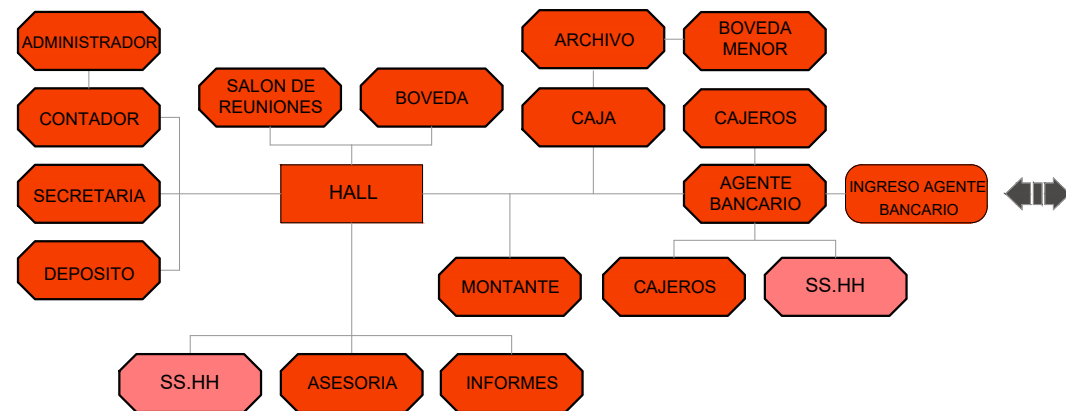 ADMINISTRADOR
ARCHIVO
BOVEDA
MENOR
SALON DE
REUNIONES
BOVEDA
CONTADOR
CAJA
CAJEROS
SECRETARIA
HALL
AGENTE
BANCARIO
INGRESO AGENTE
BANCARIO
DEPOSITO
MONTANTE
CAJEROS
SS.HH
SS.HH
ASESORIA
INFORMES